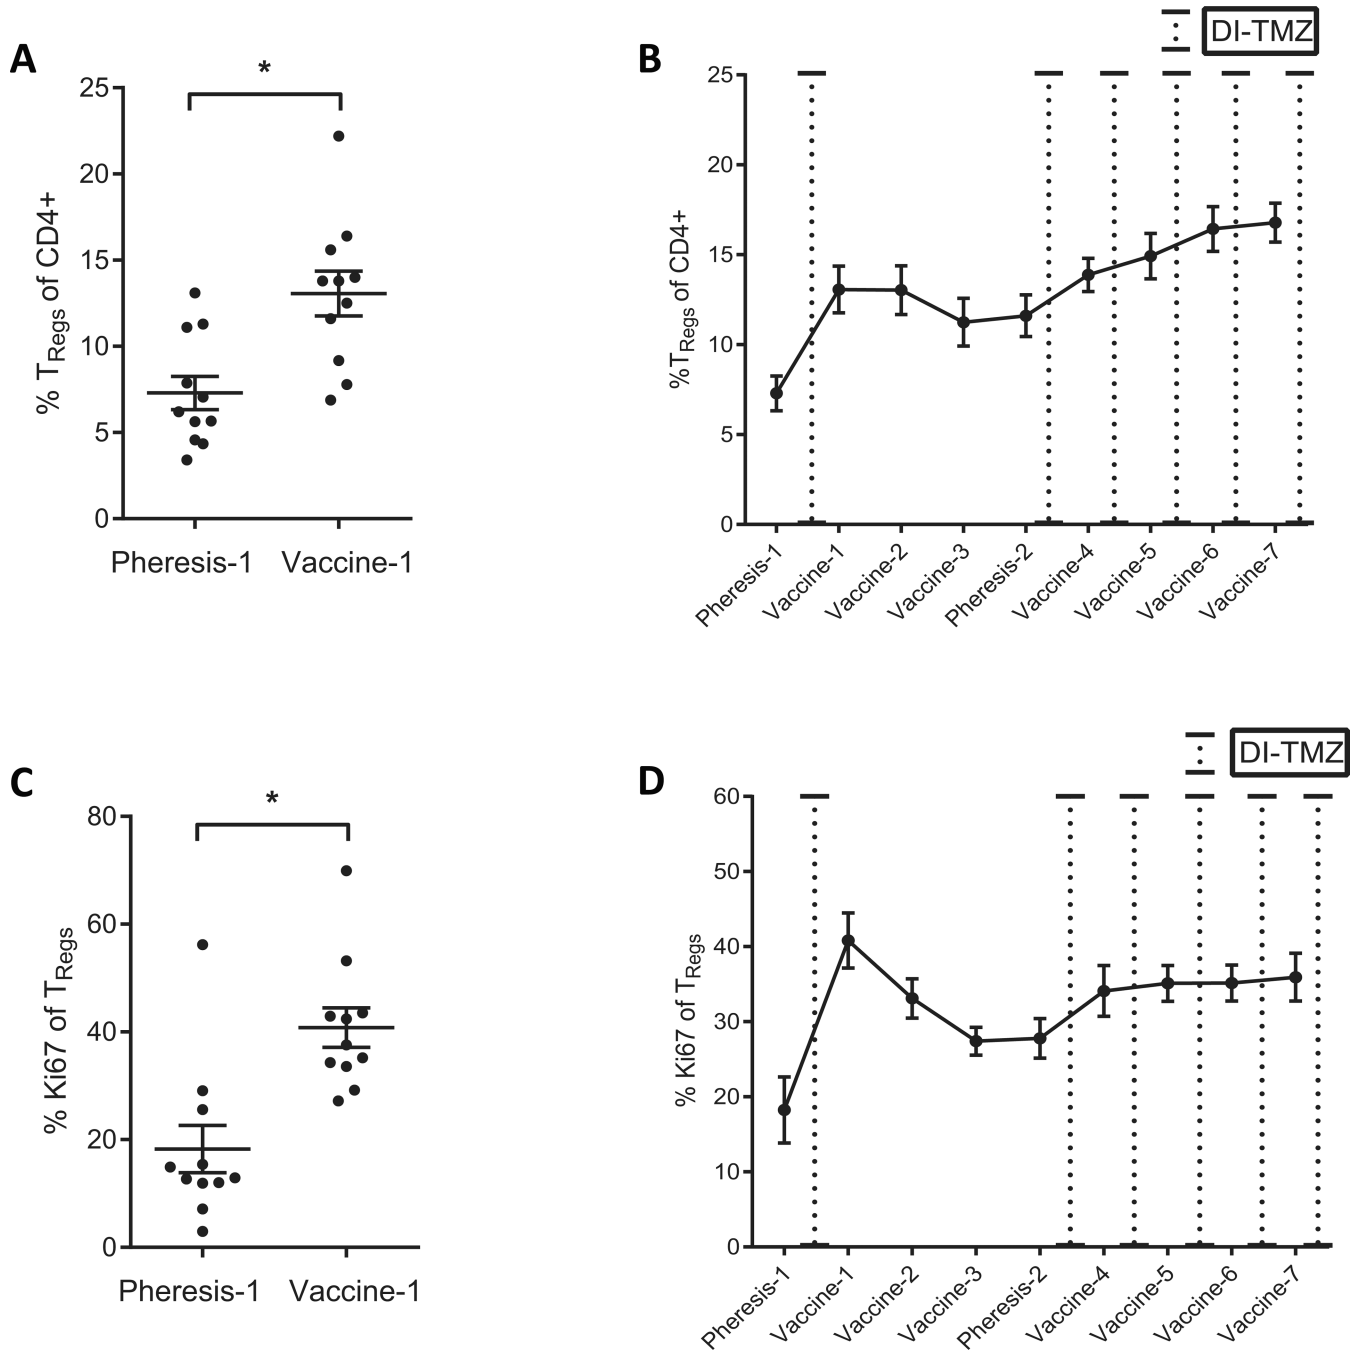 A
*
25
20
15
10
5
0
% TRegs of CD4+
Pheresis-1 Vaccine-1
B
DI-TMZ
25
20
15
10
5
0
%TRegs of CD4+
Pheresis-1
Vaccine-1
Vaccine-2
Vaccine-3
Pheresis-2
Vaccine-4
Vaccine-5
Vaccine-6
Vaccine-7
C
*
80
60
40
20
0
% Ki67 of TRegs
Pheresis-1 Vaccine-1
D
DI-TMZ
60
50
40
30
20
10
0
% Ki67 of TRegs
Pheresis-1
Vaccine-1
Vaccine-2
Vaccine-3
Pheresis-2
Vaccine-4
Vaccine-5
Vaccine-6
Vaccine-7